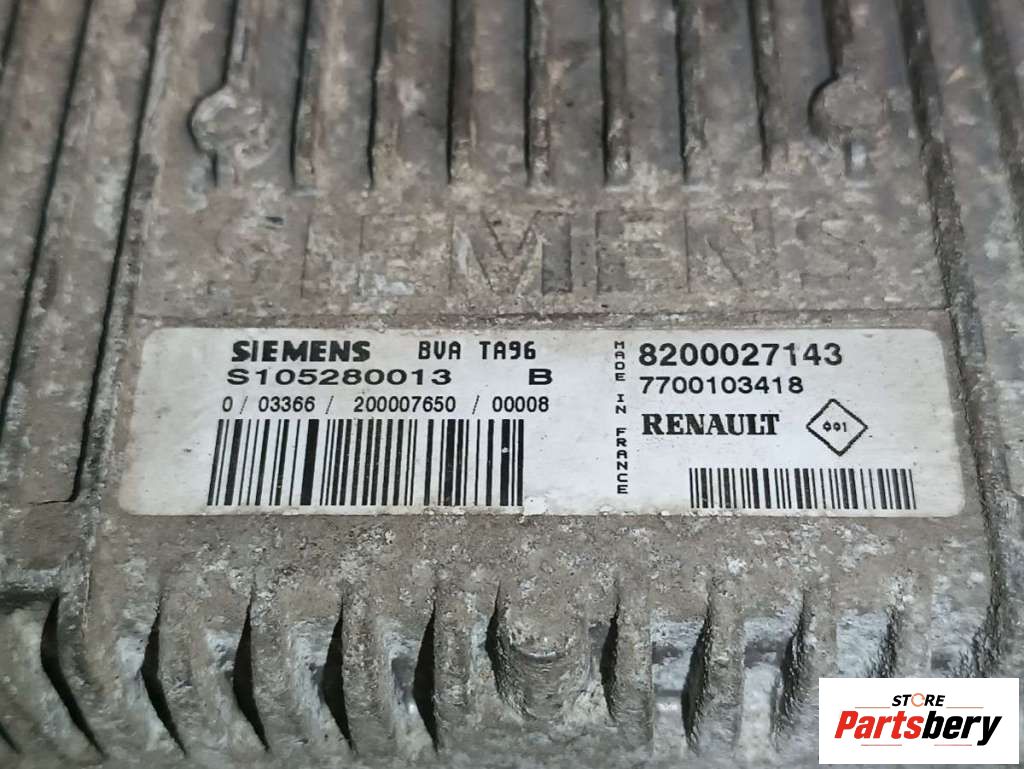 SIEMENS
SIEMENS BVA TA96
S105280013 B
0/ 03366 / 200007650 / 00008
MADE IN FRANCE
8200027143
7700103418
RENAULT 001
STORE
Partsbery